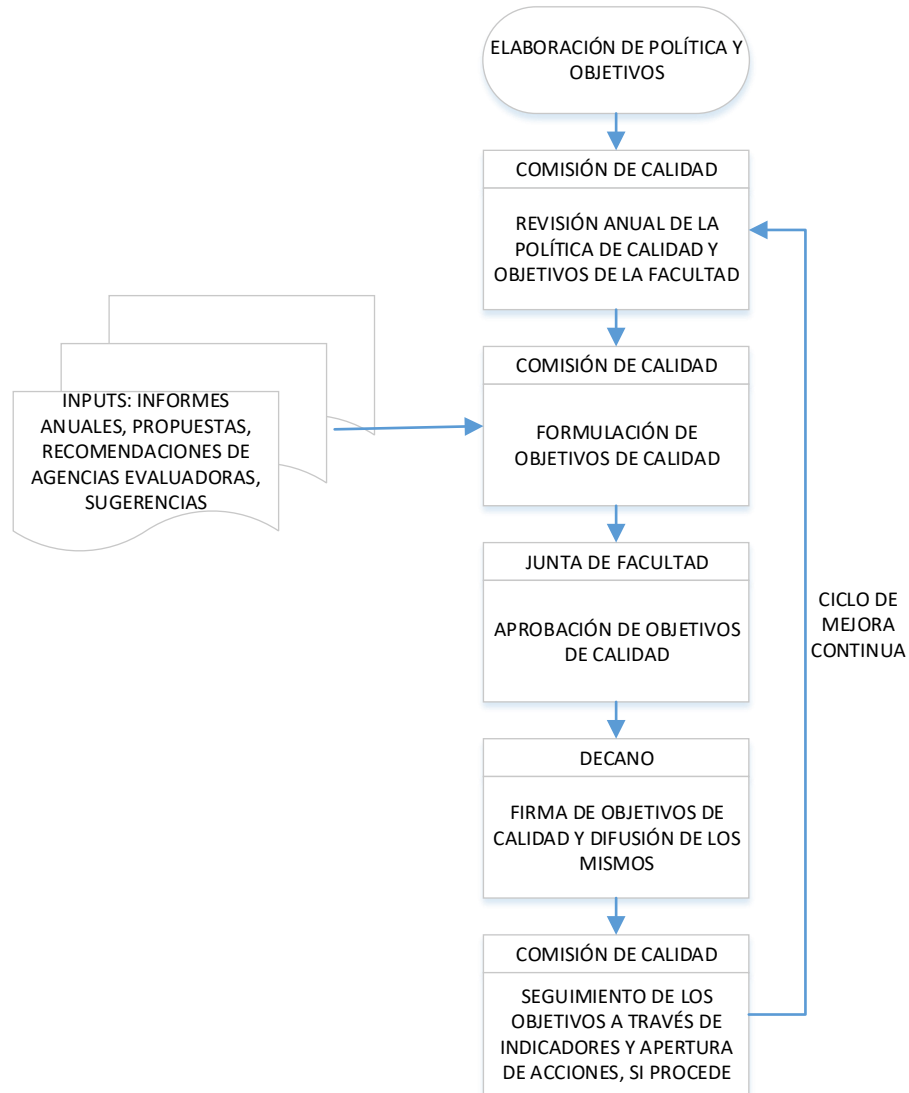 ELABORACIÓN DE POLÍTICA Y
OBJETIVOS
COMISIÓN DE CALIDAD
REVISIÓN ANUAL DE LA
POLÍTICA DE CALIDAD Y
OBJETIVOS DE LA FACULTAD
COMISIÓN DE CALIDAD
FORMULACIÓN DE
OBJETIVOS DE CALIDAD
INPUTS: INFORMES
ANUALES, PROPUESTAS,
RECOMENDACIONES DE
AGENCIAS EVALUADORAS,
SUGERENCIAS
JUNTA DE FACULTAD
APROBACIÓN DE OBJETIVOS
DE CALIDAD
CICLO DE
MEJORA
CONTINUA
DECANO
FIRMA DE OBJETIVOS DE
CALIDAD Y DIFUSIÓN DE LOS
MISMOS
COMISIÓN DE CALIDAD
SEGUIMIENTO DE LOS
OBJETIVOS A TRAVÉS DE
INDICADORES Y APERTURA
DE ACCIONES, SI PROCEDE